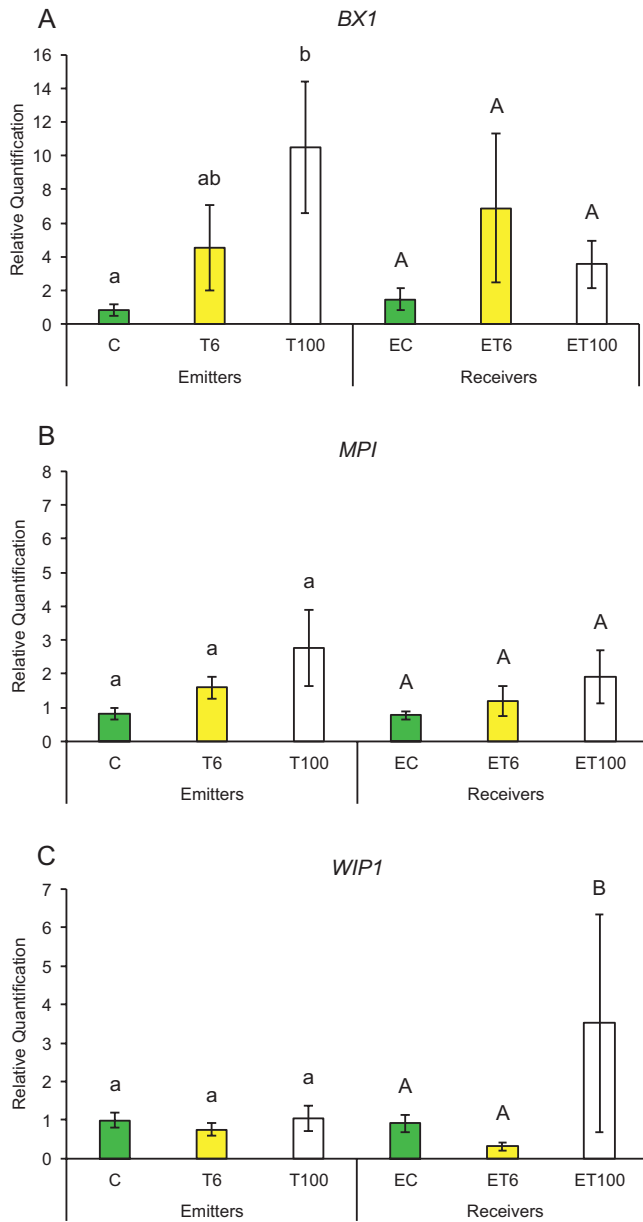 A
BX1
Relative Quantification
16
14
12
10
8
6
4
2
0
a
ab
b
A
A
A
C
T6
T100
EC
ET6
ET100
Emitters
Receivers
B
MPI
Relative Quantification
8
7
6
5
4
3
2
1
0
a
a
a
A
A
A
C
T6
T100
EC
ET6
ET100
Emitters
Receivers
C
WIP1
Relative Quantification
7
6
5
4
3
2
1
0
a
a
a
A
A
B
C
T6
T100
EC
ET6
ET100
Emitters
Receivers